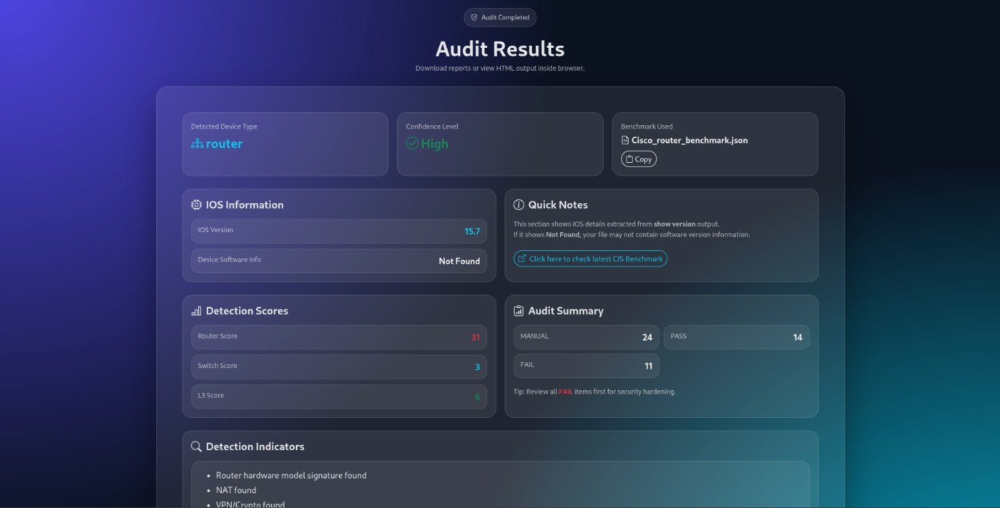 Audit Completed
Audit Results
Download reports or view HTML output inside browser.
Detected Device Type
router
Confidence Level
High
Benchmark Used
Cisco_router_benchmark.json
Copy
IOS Information
IOS Version
15.7
Device Software Info
Not Found
Quick Notes
This section shows IOS details extracted from show version output.
If it shows Not Found, your file may not contain software version information.
Click here to check latest CIS Benchmark
Detection Scores
Router Score
31
Switch Score
3
L3 Score
6
Audit Summary
MANUAL
24
PASS
14
FAIL
11
Tip: Review all FAIL items first for security hardening.
Detection Indicators
• Router hardware model signature found
• NAT found
• VPN/Crypto found